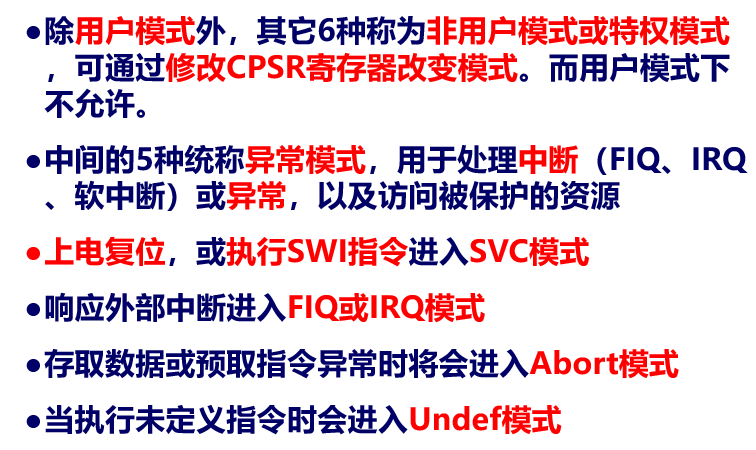 ●除用户模式外，其它6种称为非用户模式或特权模式
，可通过修改CPSR寄存器改变模式。而用户模式下
不允许。
●中间的5种统称异常模式，用于处理中断（FIQ、IRQ
、软中断）或异常，以及访问被保护的资源
●上电复位，或执行SWI指令进入SVC模式
●响应外部中断进入FIQ或IRQ模式
●存取数据或预取指令异常时将会进入Abort模式
●当执行未定义指令时会进入Undef模式